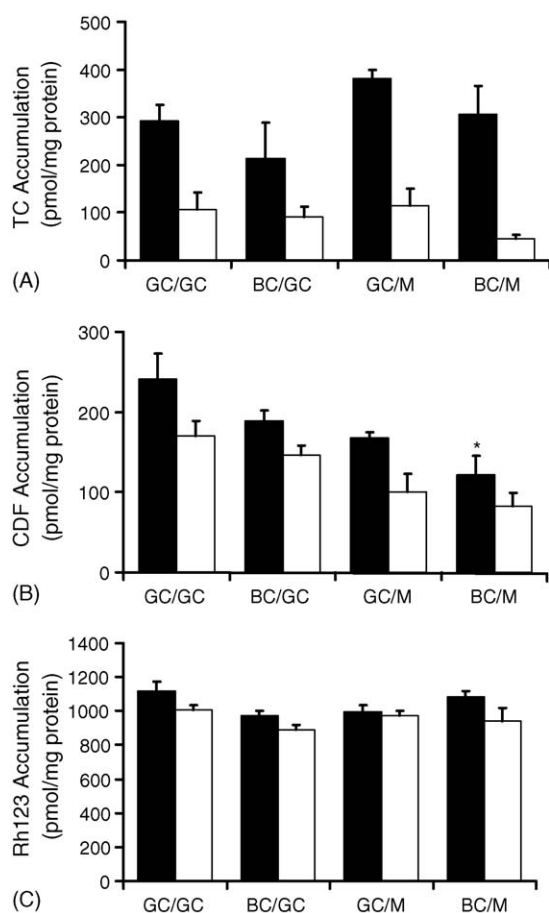 500
400
300
200
100
0
TC Accumulation
(pmol/mg protein)
GC/GC BC/GC GC/M BC/M
(A)
300
200
100
0
CDF Accumulation
(pmol/mg protein)
*
GC/GC BC/GC GC/M BC/M
(B)
1400
1200
1000
800
600
400
200
0
Rh123 Accumulation
(pmol/mg protein)
GC/GC BC/GC GC/M BC/M
(C)